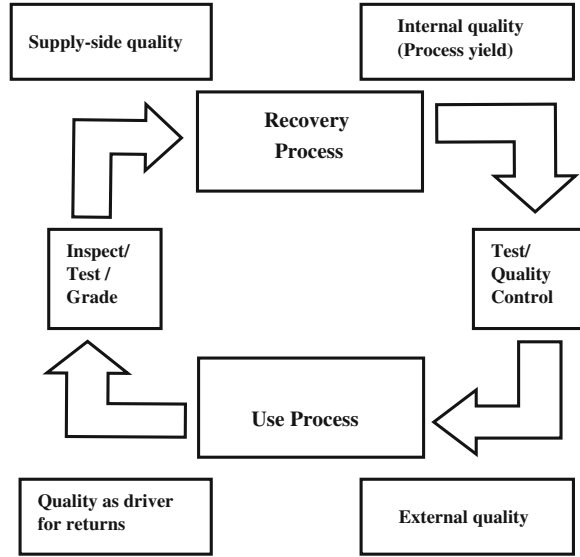 Supply-side quality
Internal quality
(Process yield)
Recovery
Process
Inspect/
Test /
Grade
Test/
Quality
Control
Use Process
Quality as driver
for returns
External quality